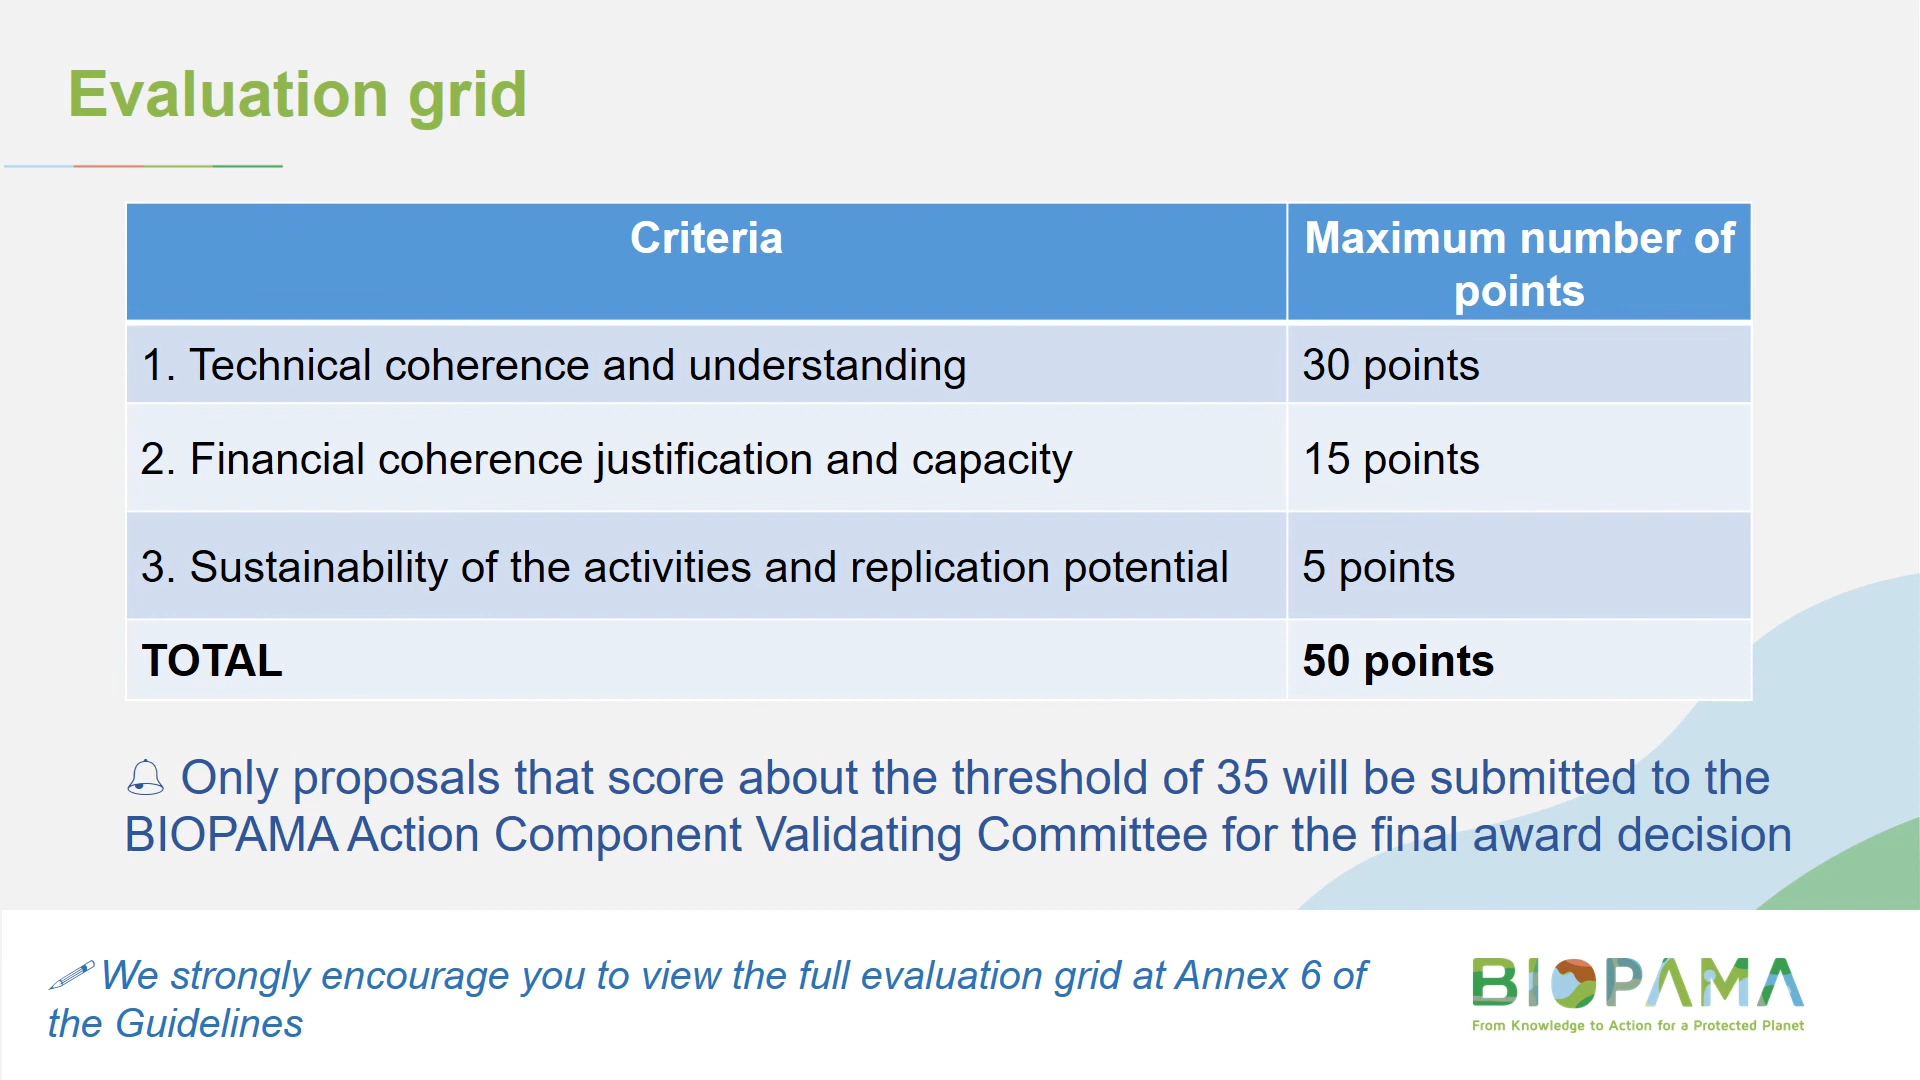 Evaluation grid
Criteria
Maximum number of
points
1. Technical coherence and understanding
30 points
2. Financial coherence justification and capacity
15 points
3. Sustainability of the activities and replication potential
5 points
TOTAL
50 points
Only proposals that score about the threshold of 35 will be submitted to the
BIOPAMA Action Component Validating Committee for the final award decision
We strongly encourage you to view the full evaluation grid at Annex 6 of
the Guidelines
BIOPAMA
From Knowledge to Action for a Protected Planet